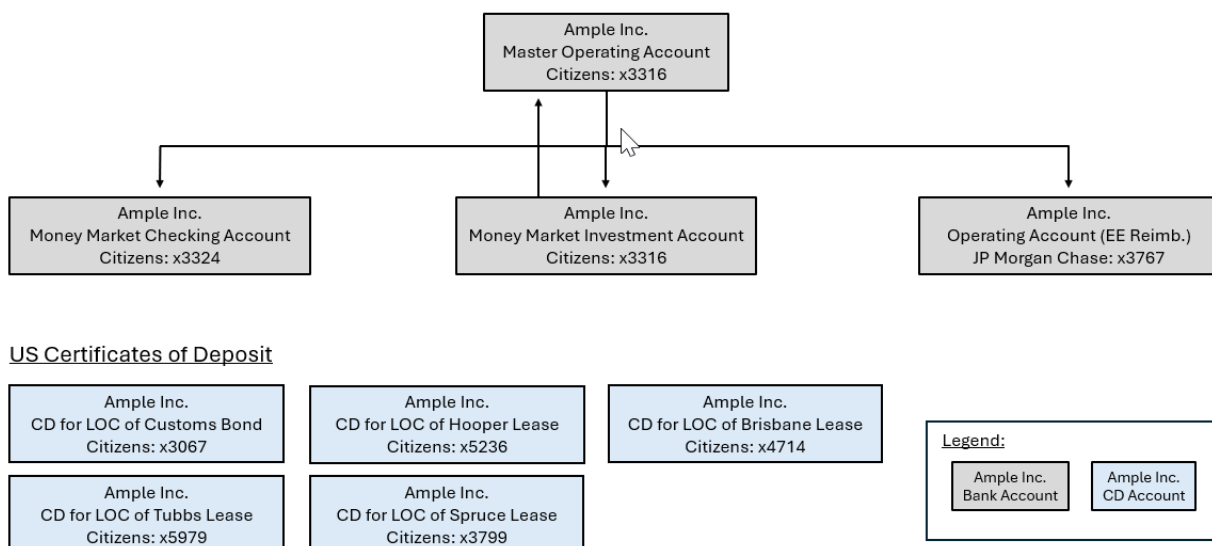 Ample Inc.
Master Operating Account
Citizens: x3316
Ample Inc.
Money Market Checking Account
Citizens: x3324
Ample Inc.
Money Market Investment Account
Citizens: x3316
Ample Inc.
Operating Account (EE Reimb.)
JP Morgan Chase: x3767
US Certificates of Deposit
Ample Inc.
CD for LOC of Customs Bond
Citizens: x3067
Ample Inc.
CD for LOC of Hooper Lease
Citizens: x5236
Ample Inc.
CD for LOC of Brisbane Lease
Citizens: x4714
Ample Inc.
CD for LOC of Tubbs Lease
Citizens: x5979
Ample Inc.
CD for LOC of Spruce Lease
Citizens: x3799
Legend:
Ample Inc.
Bank Account
Ample Inc.
CD Account